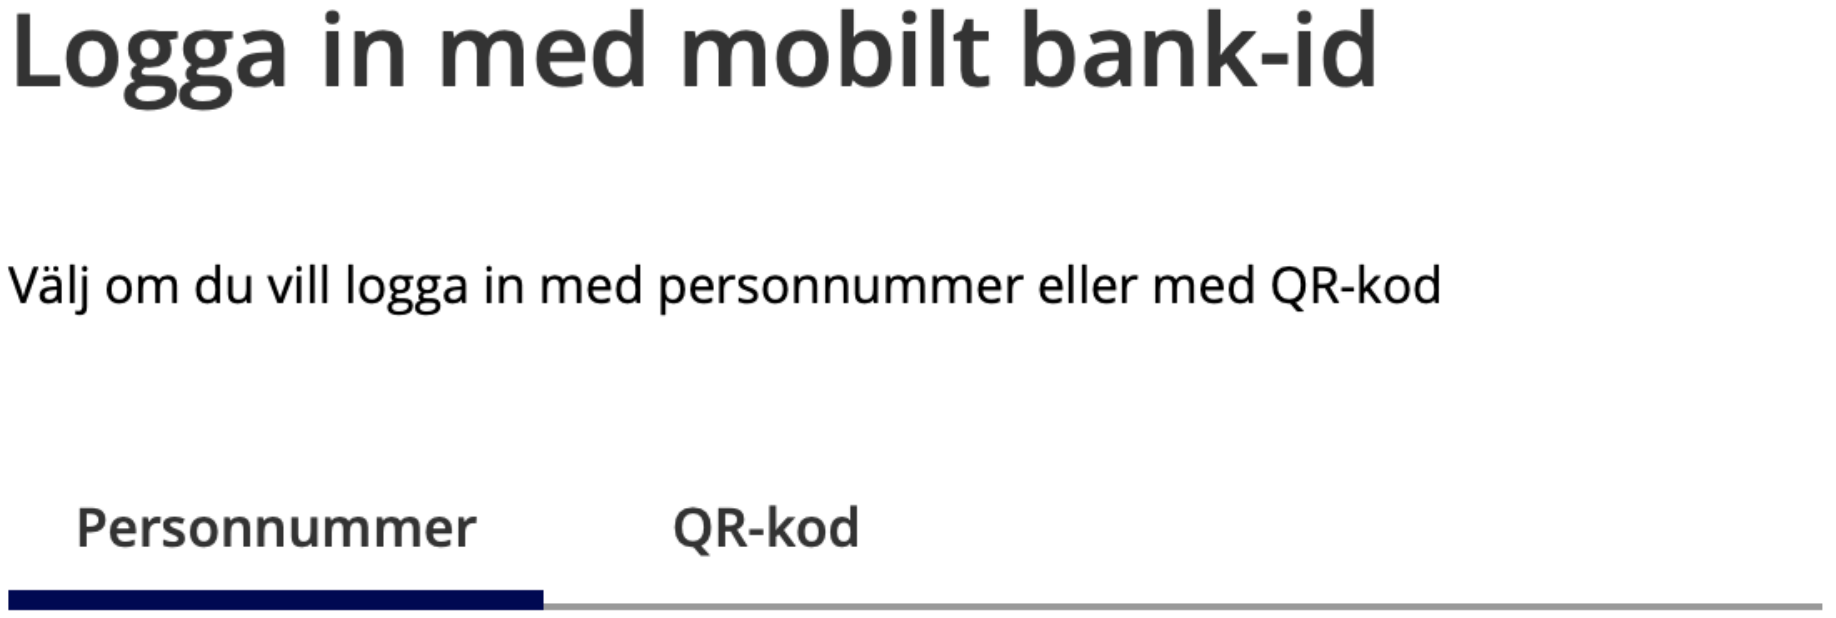 Logga in med mobilt bank-id
Välj om du vill logga in med personnummer eller med QR-kod
Personnummer QR-kod